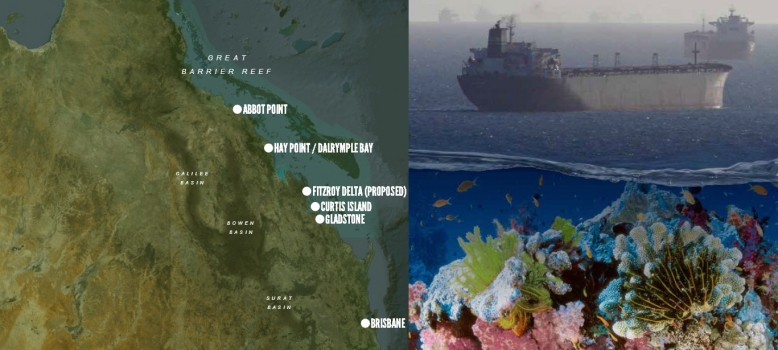 GREAT
BARRIER REEF
ABBOT POINT
HAY POINT / DALRYMPLE BAY
GALILEE
BASIN
FITZROY DELTA (PROPOSED)
CURTIS ISLAND
GLADSTONE
BOWEN
BASIN
SURAT
BASIN
BRISBANE